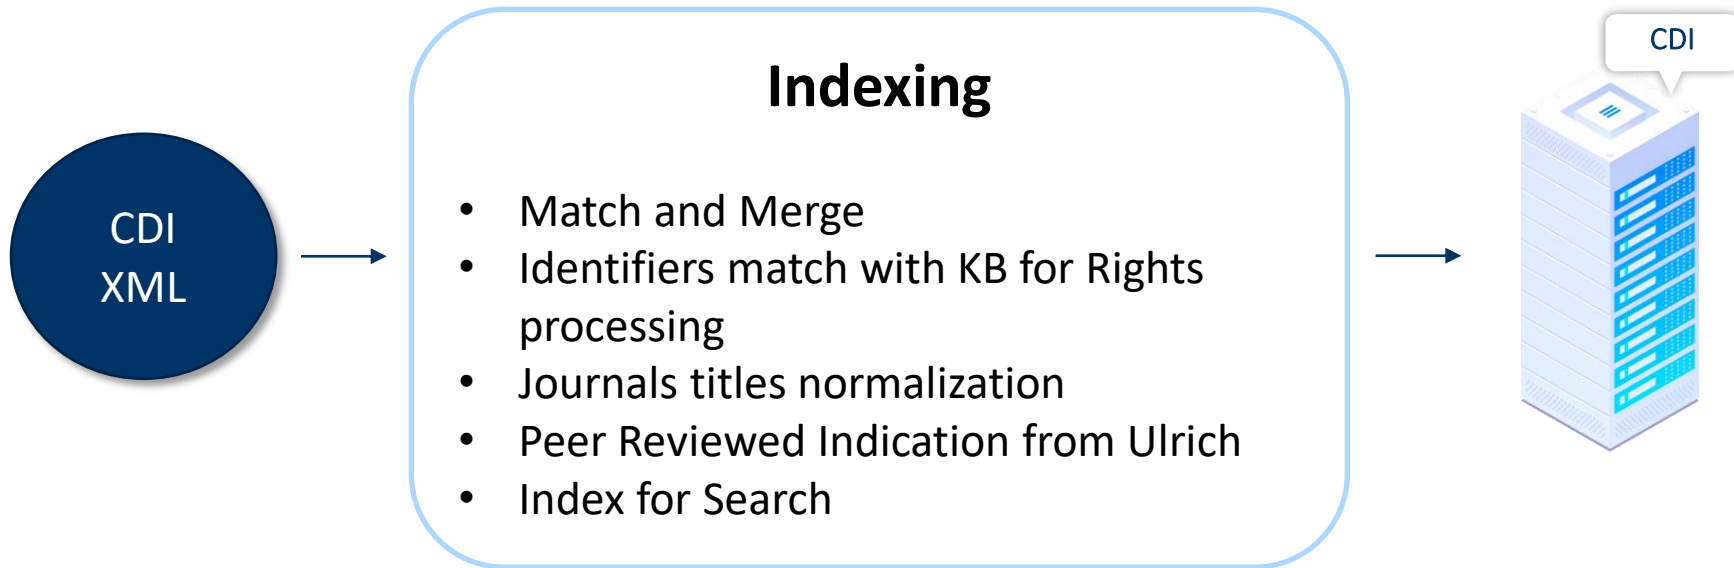 CDI
Indexing
CDI
XML
• Match and Merge
• Identifiers match with KB for Rights
processing
• Journals titles normalization
• Peer Reviewed Indication from Ulrich
• Index for Search